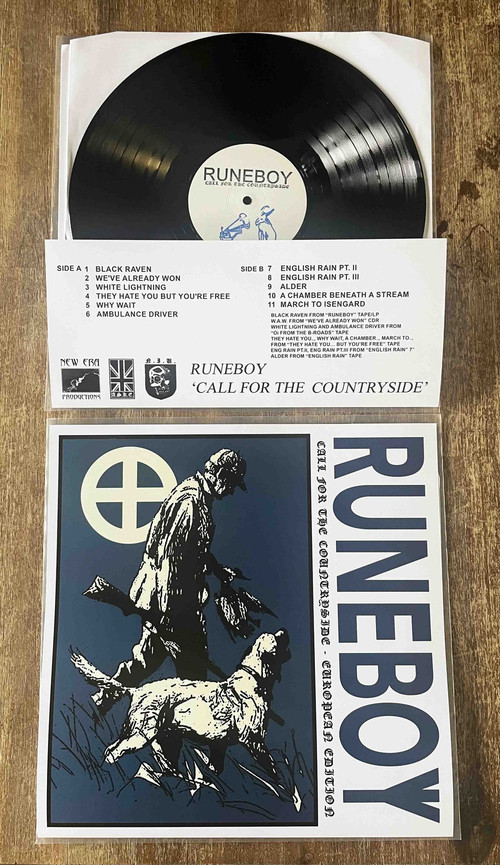 RUNEBOY
CALL FOR THE COUNTRYSIDE
SIDE A
1 BLACK RAVEN
2 WE'VE ALREADY WON
3 WHITE LIGHTNING
4 THEY HATE YOU BUT YOU'RE FREE
5 WHY WAIT
6 AMBULANCE DRIVER
SIDE B
7 ENGLISH RAIN PT. II
8 ENGLISH RAIN PT. III
9 ALDER
10 A CHAMBER BENEATH A STREAM
11 MARCH TO ISENGARD
BLACK RAVEN FROM "RUNEBOY" TAPE/LP
W.A.W. FROM "WE'VE ALREADY WON" CDR
WHITE LIGHTNING AND AMBULANCE DRIVER FROM
"OI FROM THE B-ROADS" TAPE
THEY HATE YOU.., WHY WAIT, A CHAMBER.., MARCH TO...
FROM "THEY HATE YOU... BUT YOU'RE FREE" TAPE
ENG RAIN PT.II, ENG RAIN PT.III FROM "ENGLISH RAIN" 7"
ALDER FROM "ENGLISH RAIN" TAPE
NEW ERA
PRODUCTIONS
RUNEBOY
'CALL FOR THE COUNTRYSIDE'
RUNEBOY
CALL FOR THE COUNTRYSIDE - EUROPEAN EDITION